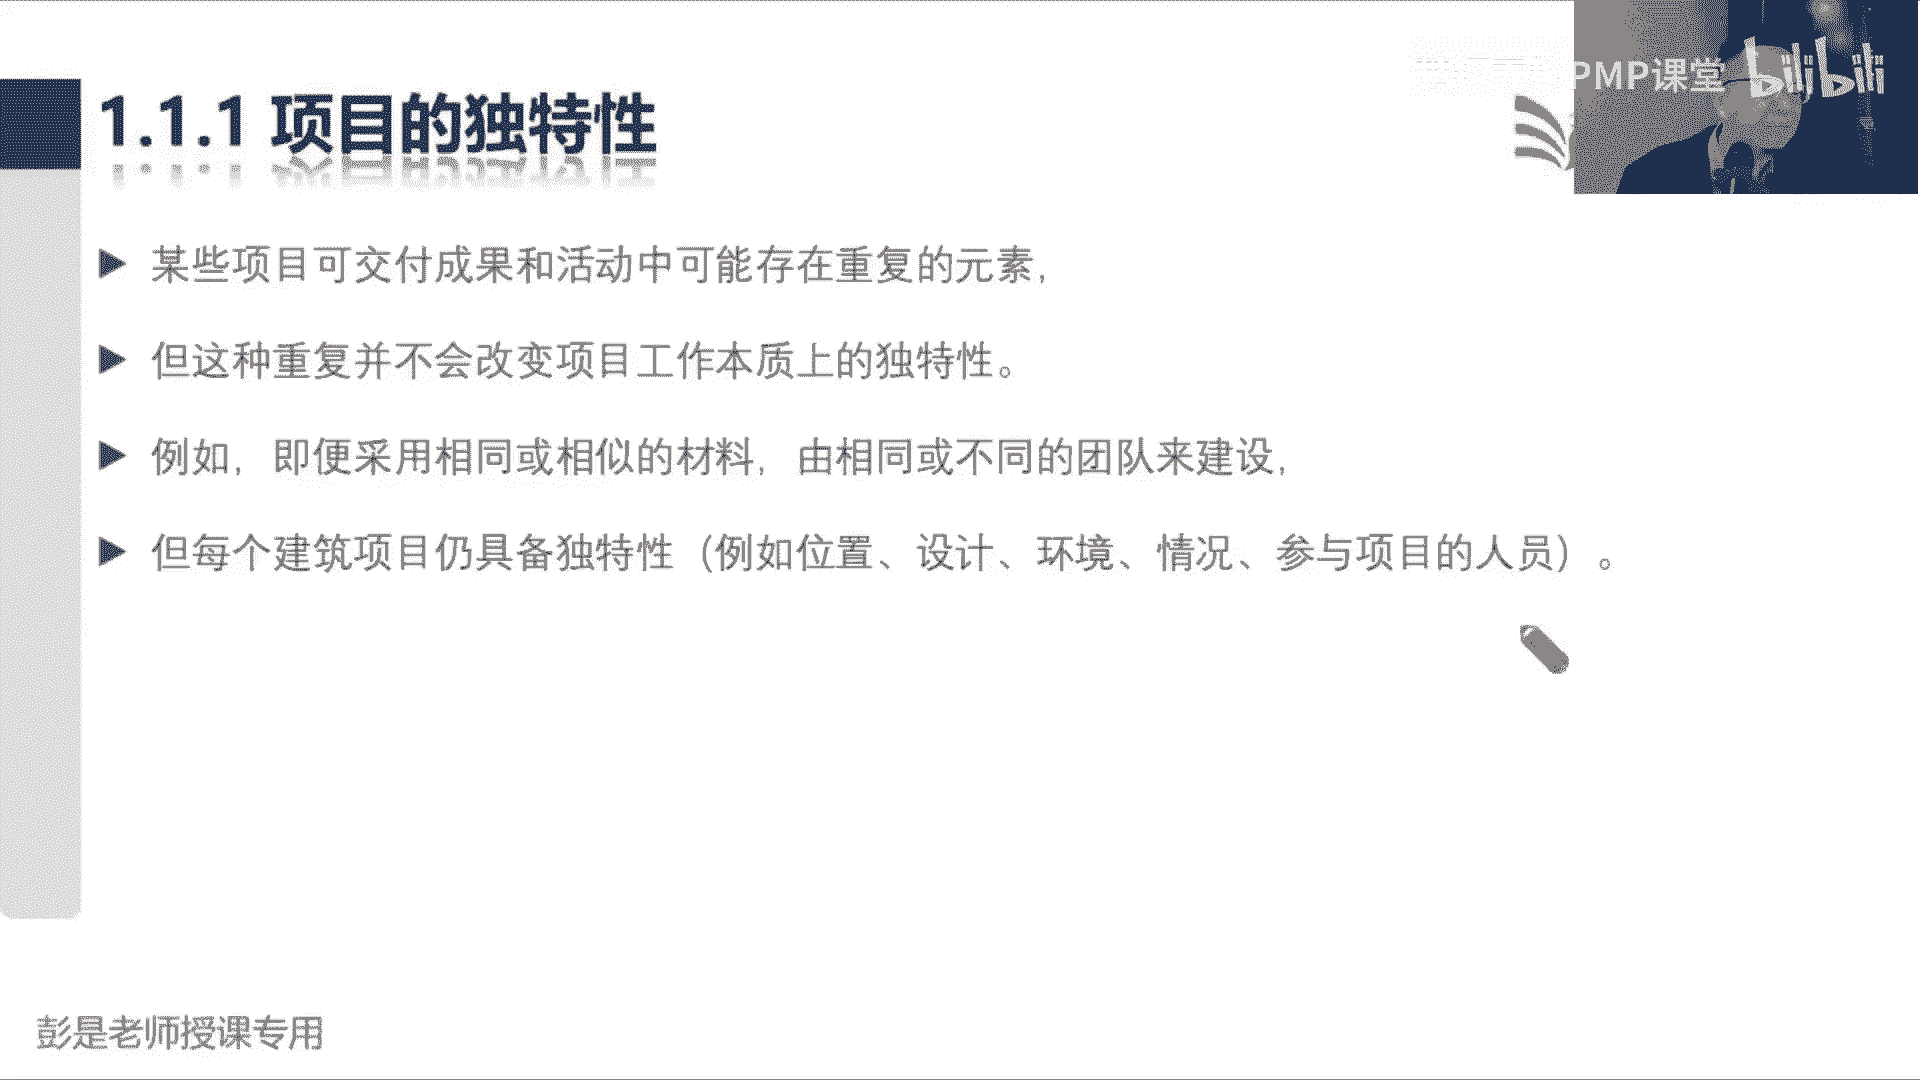 PMP课堂 bilibili
1.1.1 项目的独特性
某些项目可交付成果和活动中可能存在重复的元素，
但这种重复并不会改变项目工作本质上的独特性。
例如，即便采用相同或相似的材料，由相同或不同的团队来建设，
但每个建筑项目仍具备独特性（例如位置、设计、环境、情况、参与项目的人员）。
彭是老师授课专用